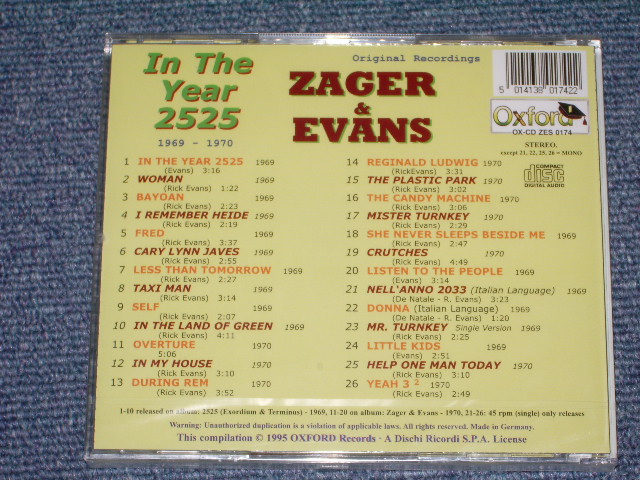 In The
Year
2525
1969 - 1970
Original Recordings
ZAGER
&
EVANS
5 014138 017422
Oxford
OX-CD ZES 0174
STEREO.
except 21, 22, 25, 26 = MONO
COMPACT
disc
DIGITAL AUDIO
1 IN THE YEAR 2525 1969
(Evans) 3:16
2 WOMAN 1969
(Rick Evans) 1:22
3 BAYOAN 1969
(Rick Evans) 2:23
4 I REMEMBER HEIDE 1969
(Rick Evans) 2:19
5 FRED 1969
(Rick Evans) 3:37
6 CARY LYNN JAVES 1969
(Rick Evans) 2:55
7 LESS THAN TOMORROW 1969
(Rick Evans) 2:27
8 TAXI MAN 1969
(Rick Evans) 3:14
9 SELF 1969
(Rick Evans) 2:07
10 IN THE LAND OF GREEN 1969
(Rick Evans) 4:11
11 OVERTURE 1970
5:06
12 IN MY HOUSE 1970
(Rick Evans) 3:10
13 DURING REM 1970
(Rick Evans) 3:52
14 REGINALD LUDWIG 1970
(RickEvans) 3:31
15 THE PLASTIC PARK 1970
(Rick Evans) 3:02
16 THE CANDY MACHINE 1970
(Rick Evans) 3:06
17 MISTER TURNKEY 1970
(Rick Evans) 2:29
18 SHE NEVER SLEEPS BESIDE ME 1969
(Rick Evans) 2:47
19 CRUTCHES 1970
(Rick Evans) 4:49
20 LISTEN TO THE PEOPLE 1969
(Evans) 3:14
21 NELL'ANNO 2033 (Italian Language) 1969
(De Natale - R. Evans) 3:23
22 DONNA (Italian Language) 1969
(De Natale - R. Evans) 1:20
23 MR. TURNKEY Single Version 1969
(Rick Evans)
24 LITTLE KIDS 1969
(Evans) 2:51
25 HELP ONE MAN TODAY 1970
(Rick Evans) 3:10
26 YEAH 3 2 1970
(Rick Evans) 2:49
1-10 released on album: 2525 (Exordium & Terminus) - 1969, 11-20 on album: Zager & Evans - 1970, 21-26: 45 rpm (single) only releases
Warning: Unauthorized duplication is a violation of applicable laws. All rights reserved. Made in Germany.
This compilation © 1995 OXFORD Records · A Dischi Ricordi S.P.A. License